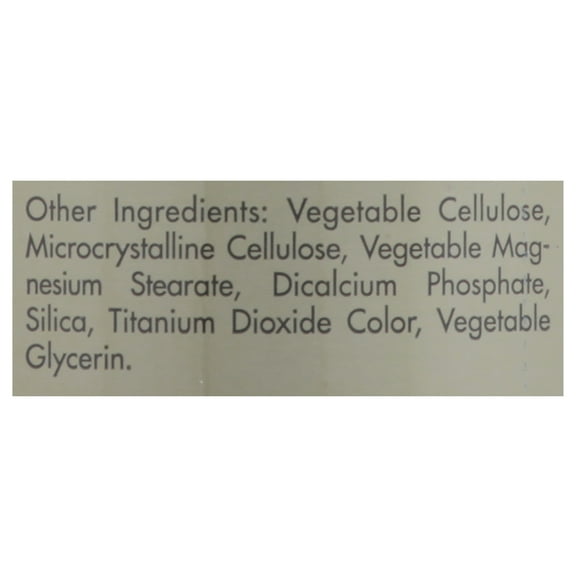 Other Ingredients: Vegetable Cellulose,
Microcrystalline Cellulose, Vegetable Mag-
nesium Stearate, Dicalcium Phosphate,
Silica, Titanium Dioxide Color, Vegetable
Glycerin.